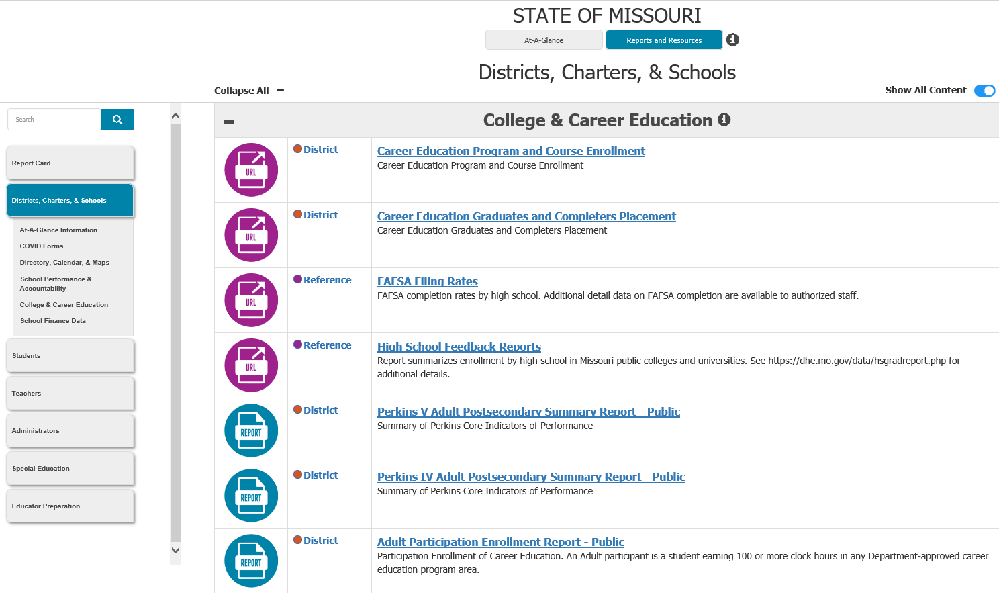 STATE OF MISSOURI
At-A-Glance
Reports and Resources
Districts, Charters, & Schools
Collapse All
Show All Content
Search
Report Card
Districts, Charters, & Schools
At-A-Glance Information
COVID Forms
Directory, Calendar, & Maps
School Performance &
Accountability
College & Career Education
School Finance Data
Students
Teachers
Administrators
Special Education
Educator Preparation
College & Career Education
URL
District
Career Education Program and Course Enrollment
Career Education Program and Course Enrollment
URL
District
Career Education Graduates and Completers Placement
Career Education Graduates and Completers Placement
URL
Reference
FAFSA Filing Rates
FAFSA completion rates by high school. Additional detail data on FAFSA completion are available to authorized staff.
URL
Reference
High School Feedback Reports
Report summarizes enrollment by high school in Missouri public colleges and universities. See https://dhe.mo.gov/data/hsgradreport.php for
additional details.
REPORT
District
Perkins V Adult Postsecondary Summary Report - Public
Summary of Perkins Core Indicators of Performance
REPORT
District
Perkins IV Adult Postsecondary Summary Report - Public
Summary of Perkins Core Indicators of Performance
REPORT
District
Adult Participation Enrollment Report - Public
Participation Enrollment of Career Education. An Adult participant is a student earning 100 or more clock hours in any Department-approved career
education program area.